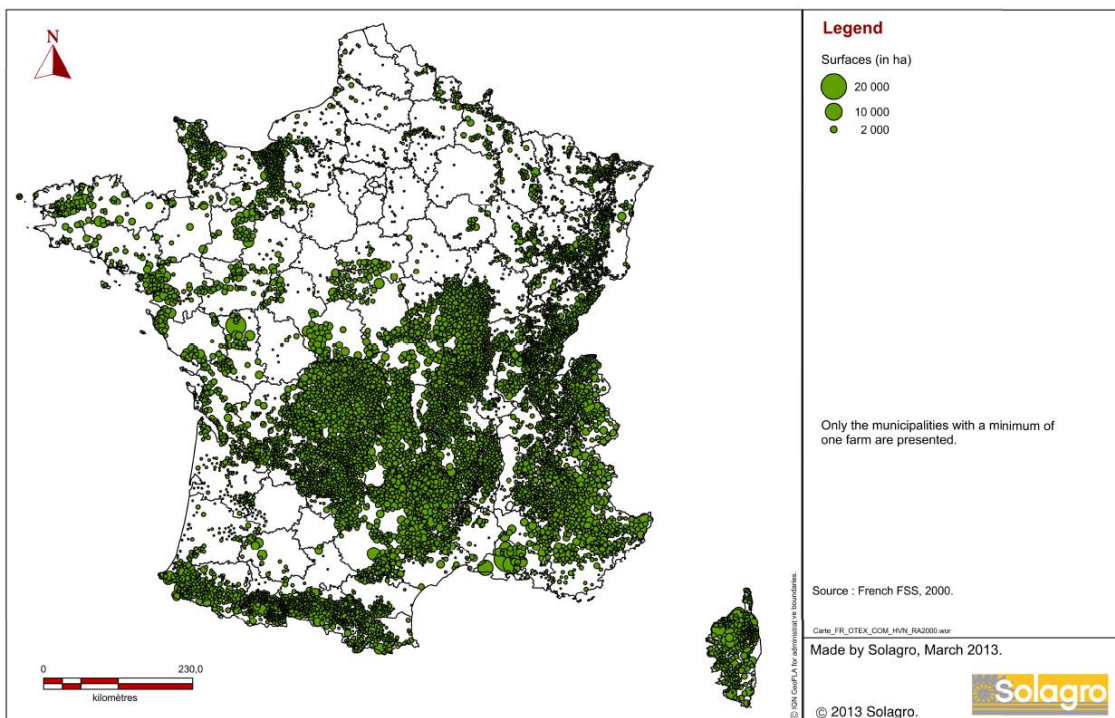 N
0 230,0
kilomètres
© IGN GeoFLA for administrative boundaries.
Legend
Surfaces (in ha)
20 000
10 000
2 000
Only the municipalities with a minimum of
one farm are presented.
Source : French FSS, 2000.
Carte_FR_OTEX_COM_HVN_RA2000.wor
Made by Solagro, March 2013.
Solagro
© 2013 Solagro.